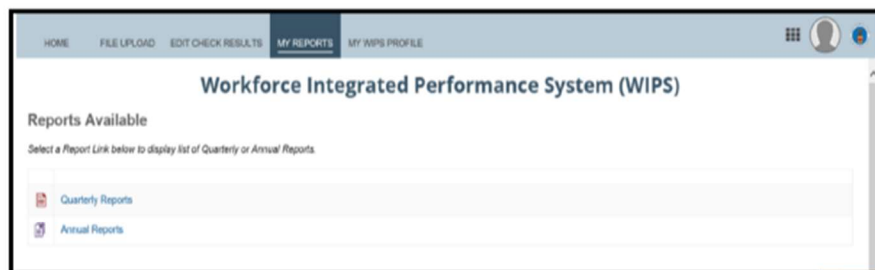 HOME FILE UPLOAD EDIT CHECK RESULTS MY REPORTS MY WIPS PROFILE
Workforce Integrated Performance System (WIPS)
Reports Available
Select a Report Link below to display list of Quarterly or Annual Reports.
Quarterly Reports
Annual Reports